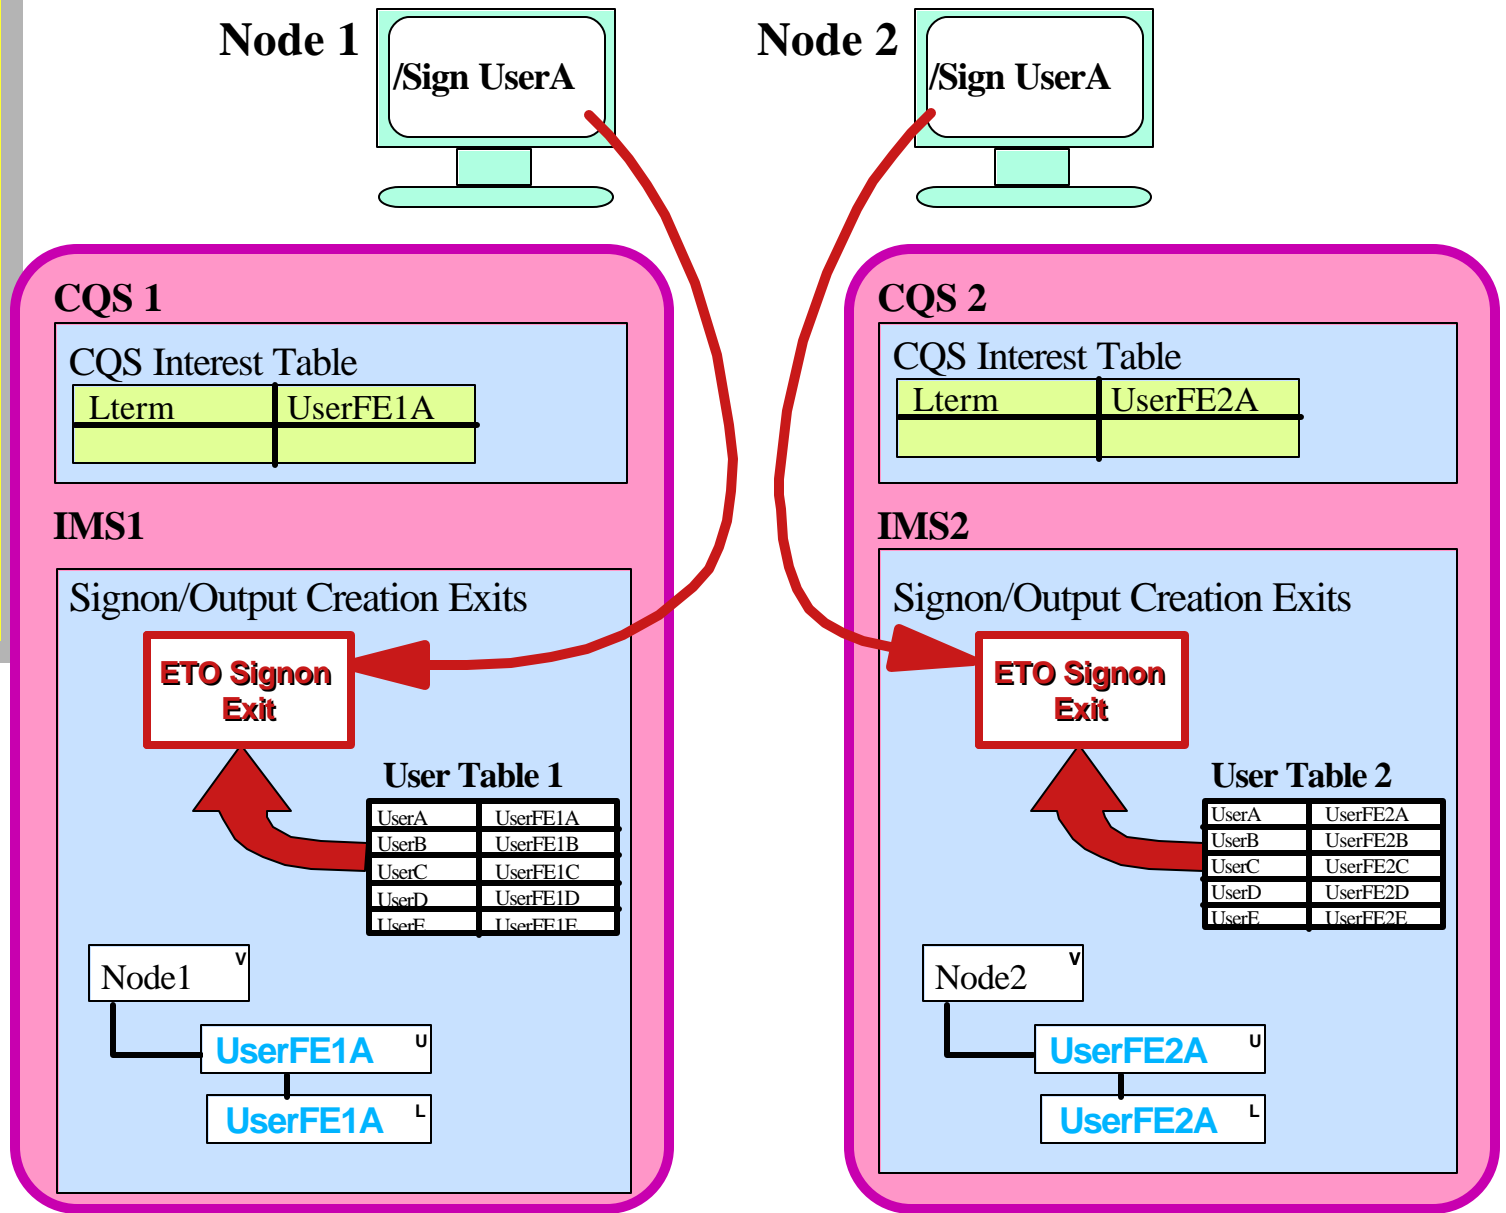 Node 1
/Sign UserA
Node 2
/Sign UserA
CQS 1
CQS Interest Table
Lterm UserFE1A
IMS1
Signon/Output Creation Exits
ETO Signon
Exit
User Table 1
UserA UserFE1A
UserB UserFE1B
UserC UserFE1C
UserD UserFE1D
UserE UserFE1E
Node1 V
UserFE1A U
UserFE1A L
CQS 2
CQS Interest Table
Lterm UserFE2A
IMS2
Signon/Output Creation Exits
ETO Signon
Exit
User Table 2
UserA UserFE2A
UserB UserFE2B
UserC UserFE2C
UserD UserFE2D
UserE UserFE2E
Node2 V
UserFE2A U
UserFE2A L